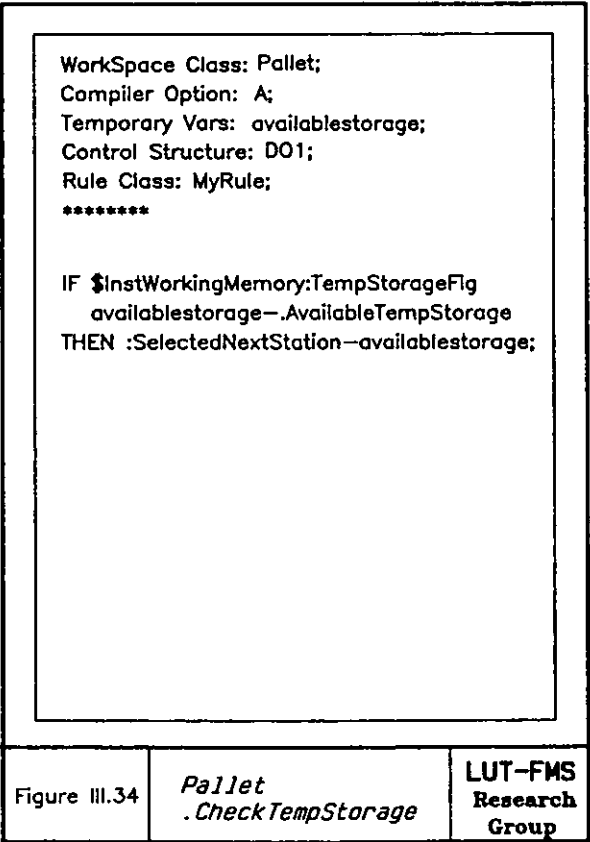 WorkSpace Class: Pallet;
Compiler Option: A;
Temporary Vars: availablestorage;
Control Structure: DO1;
Rule Class: MyRule;
********
IF $InstWorkingMemory:TempStorageFlg
availablestorage–.AvailableTempStorage
THEN :SelectedNextStation–availablestorage;
Figure III.34
Pallet
.CheckTempStorage
LUT-FMS
Research
Group